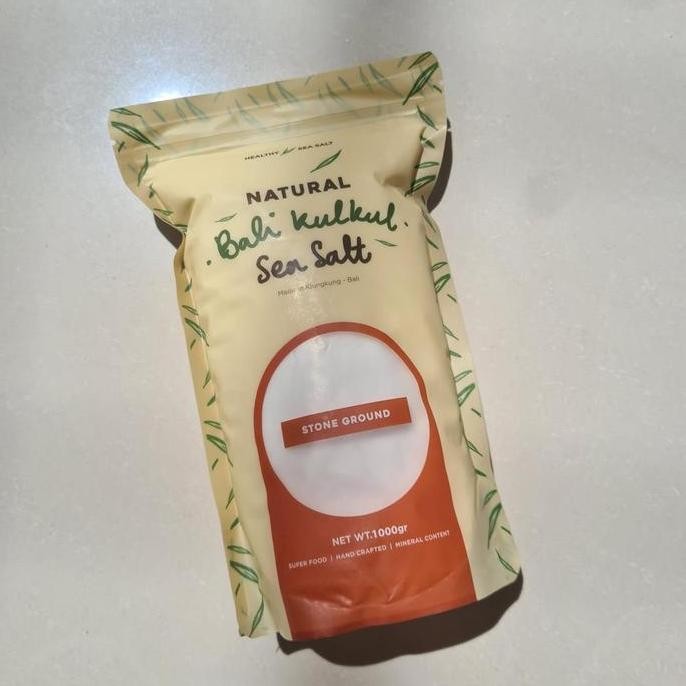 HEALTHY SEA SALT
NATURAL
Bali Kulkul
Sea Salt
Made in Klungkung - Bali
STONE GROUND
NET WT.1000gr
SUPER FOOD | HAND CRAFTED | MINERAL CONTENT